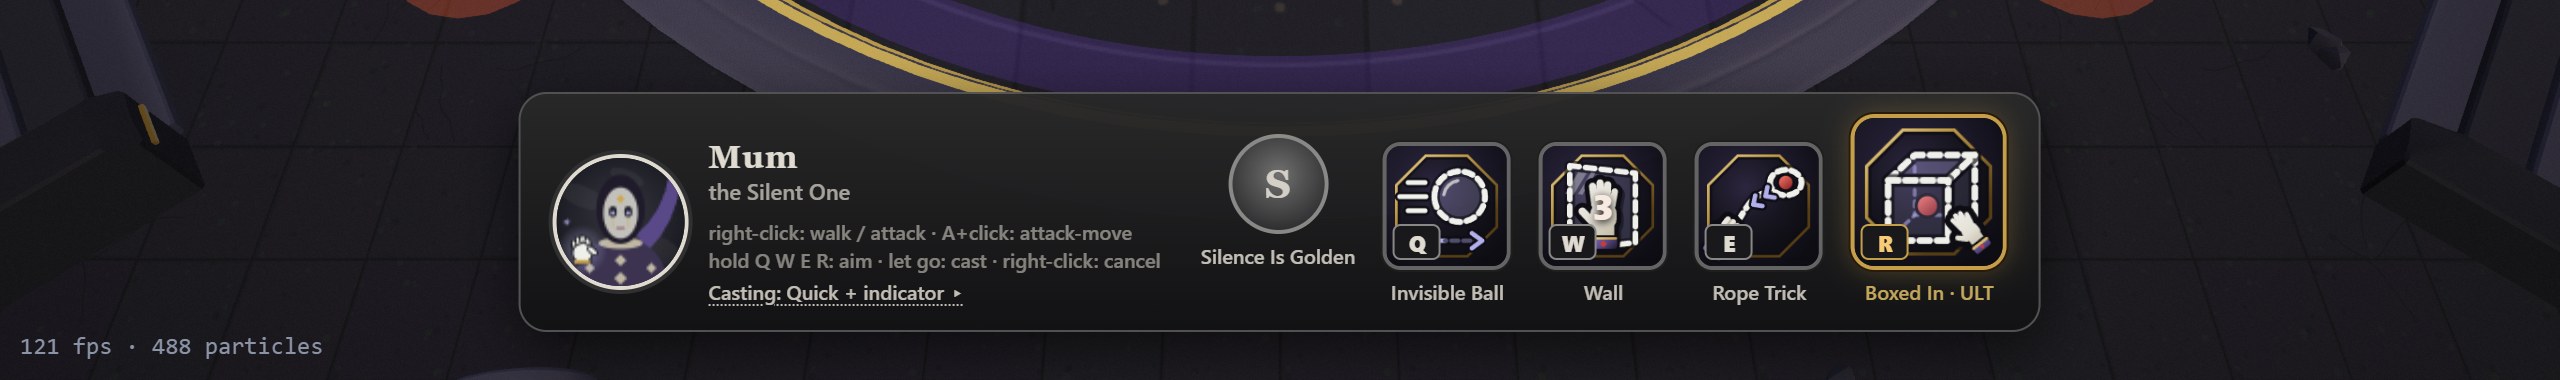 Mum
the Silent One
right-click: walk / attack · A+click: attack-move
hold Q W E R: aim · let go: cast · right-click: cancel
Casting: Quick + indicator ▸
S
Silence Is Golden
Q
Invisible Ball
3
W
Wall
E
Rope Trick
R
Boxed In · ULT
121 fps · 488 particles